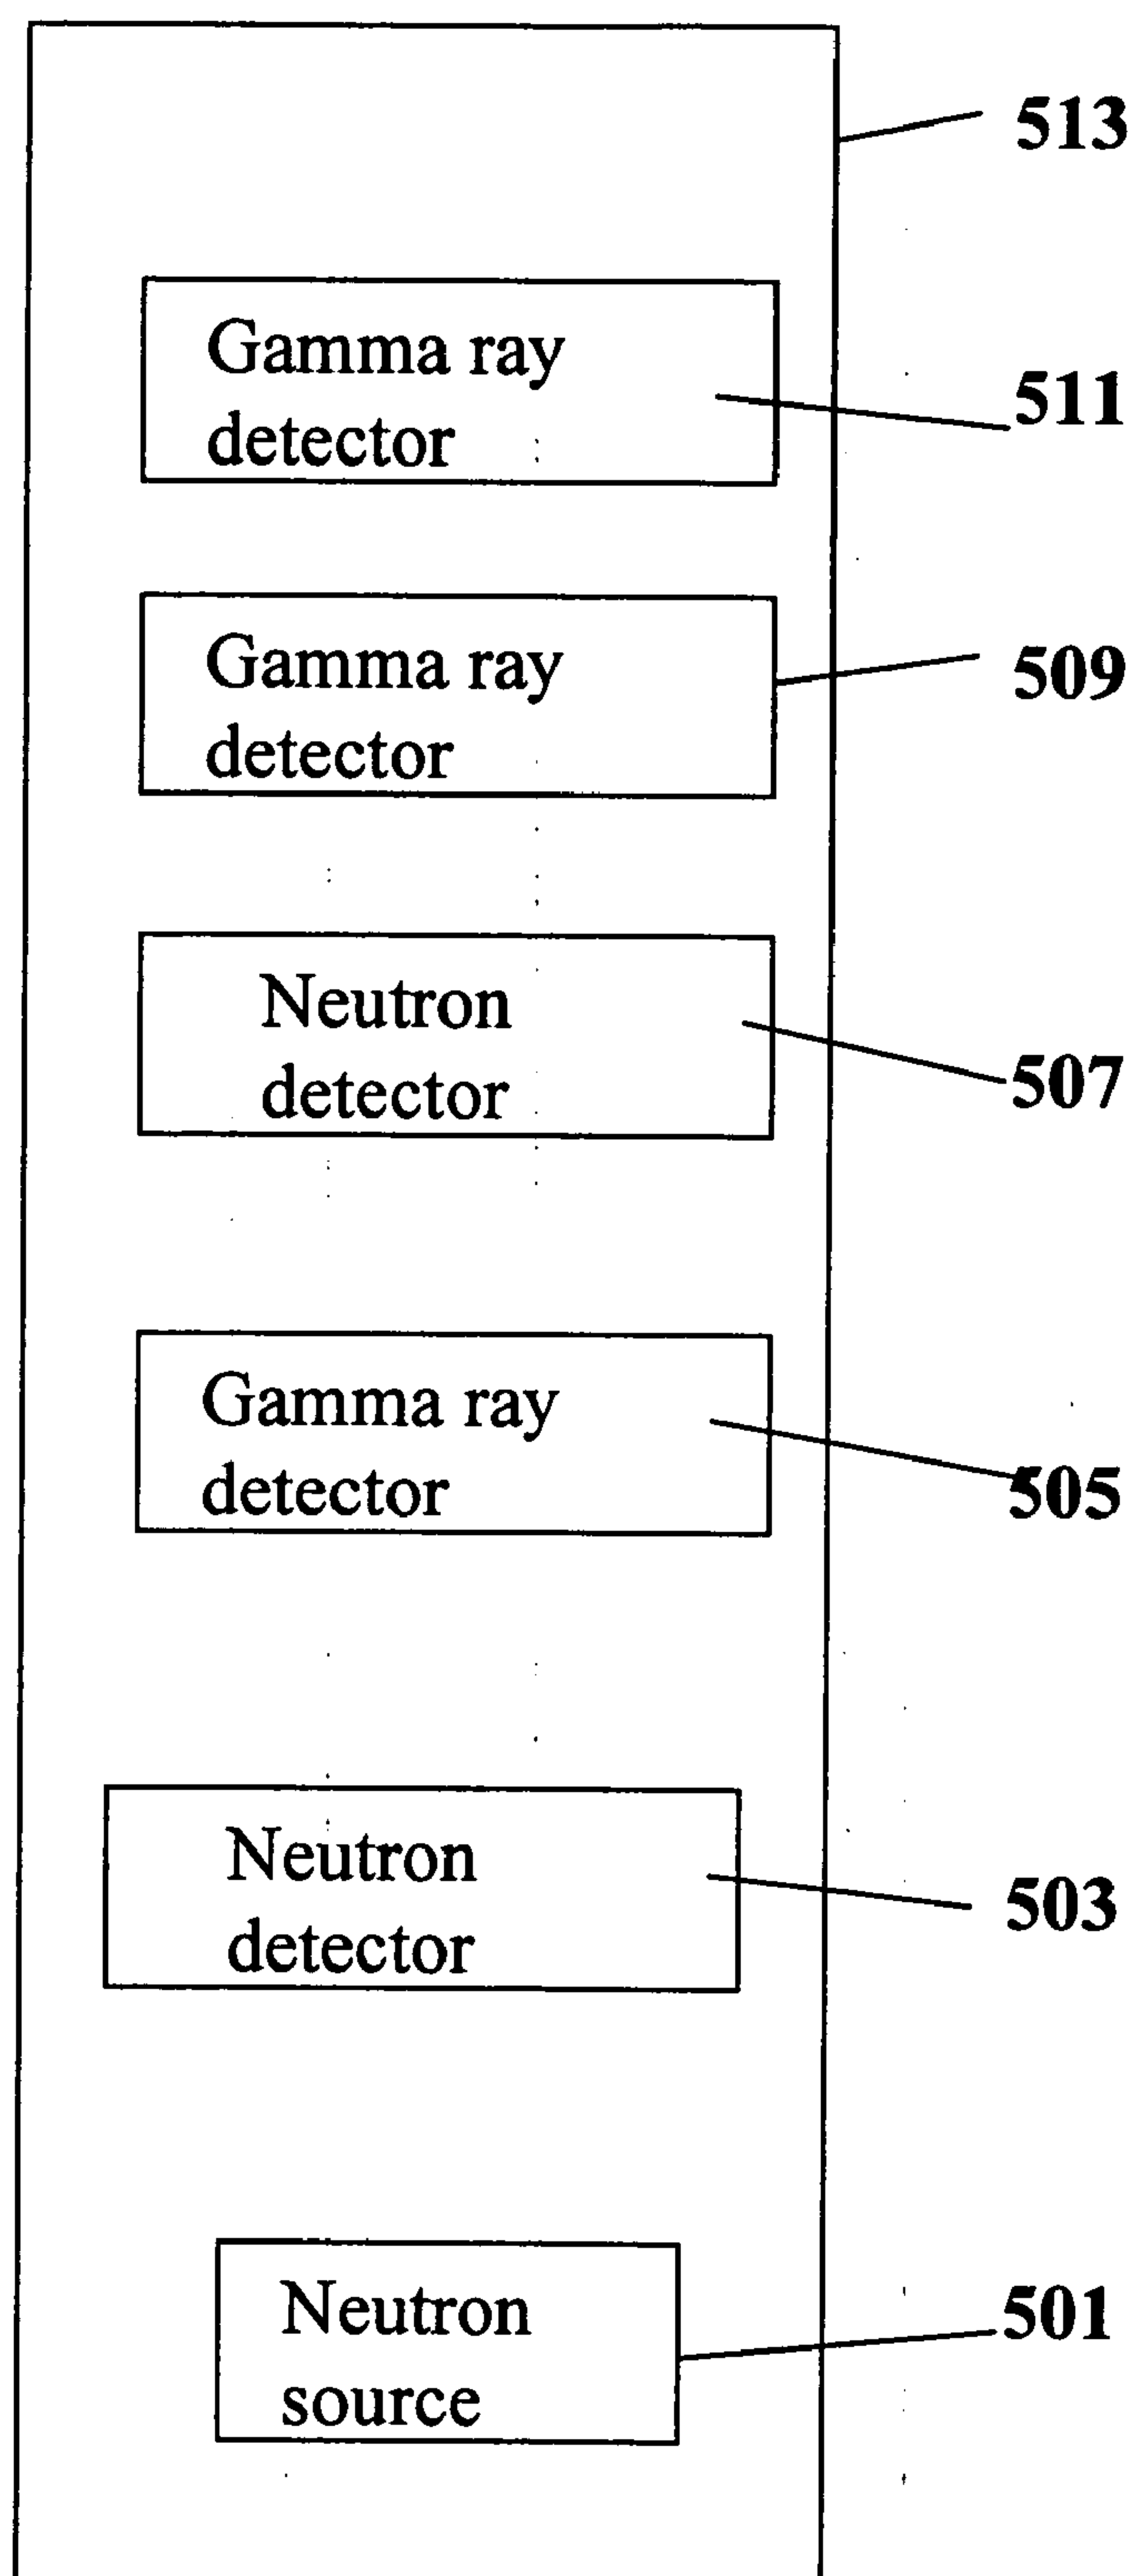 513
Gamma ray
detector
511
Gamma ray
detector
509
Neutron
detector
507
Gamma ray
detector
505
Neutron
detector
503
Neutron
source
501